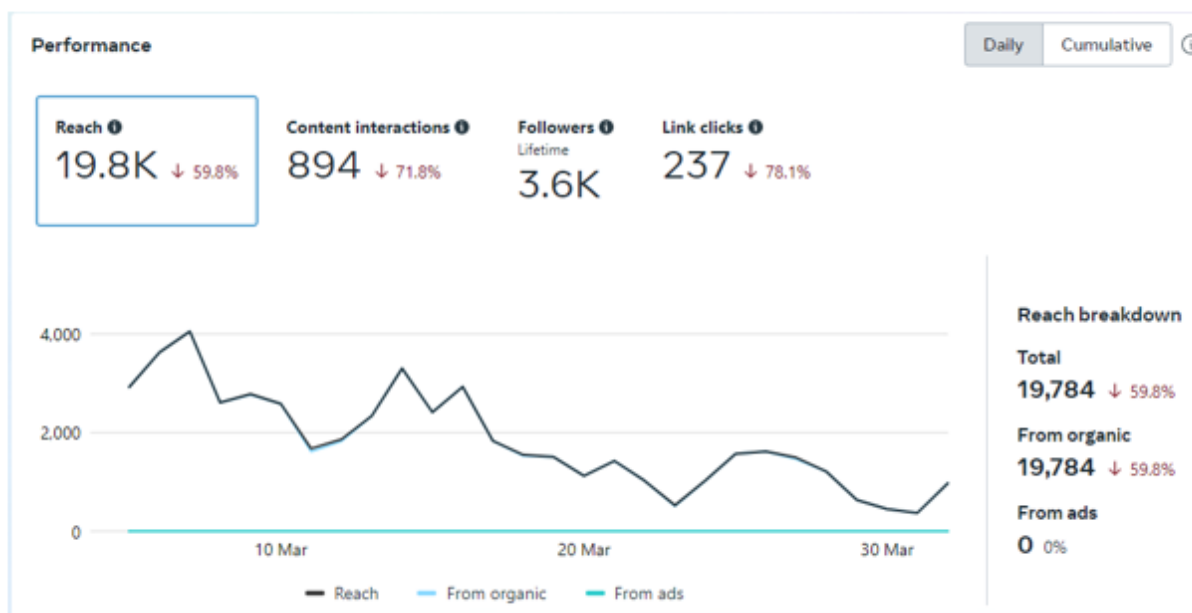 Performance
Daily Cumulative
Reach Content interactions Followers Link clicks
Lifetime
19.8K ↓ 59.8% 894 ↓ 71.8% 3.6K 237 ↓ 78.1%
Reach breakdown
Total
19,784 ↓ 59.8%
From organic
19,784 ↓ 59.8%
From ads
0 0%
4,000
2,000
0
10 Mar 20 Mar 30 Mar
Reach From organic From ads